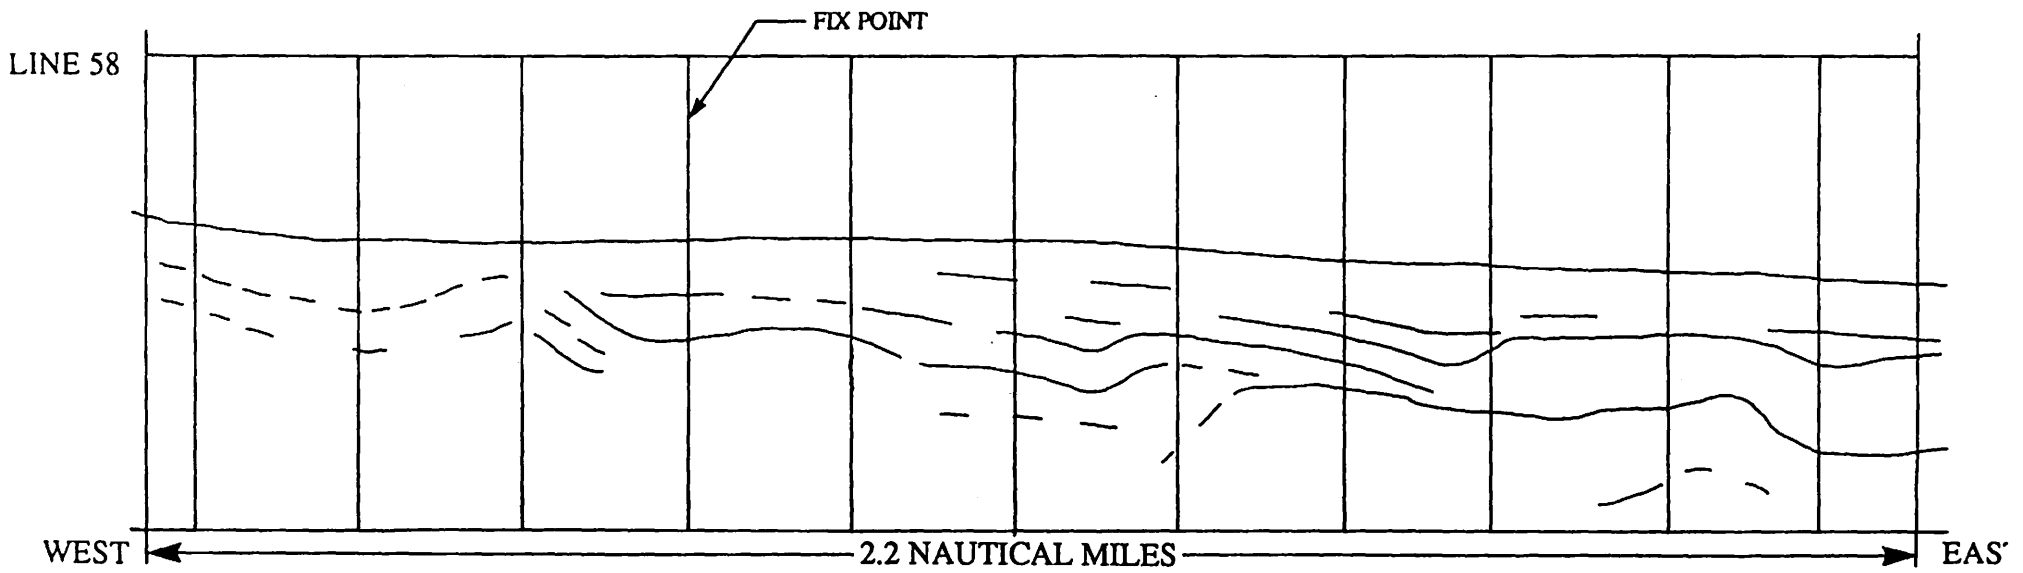 FIX POINT
LINE 58
WEST 2.2 NAUTICAL MILES EAS